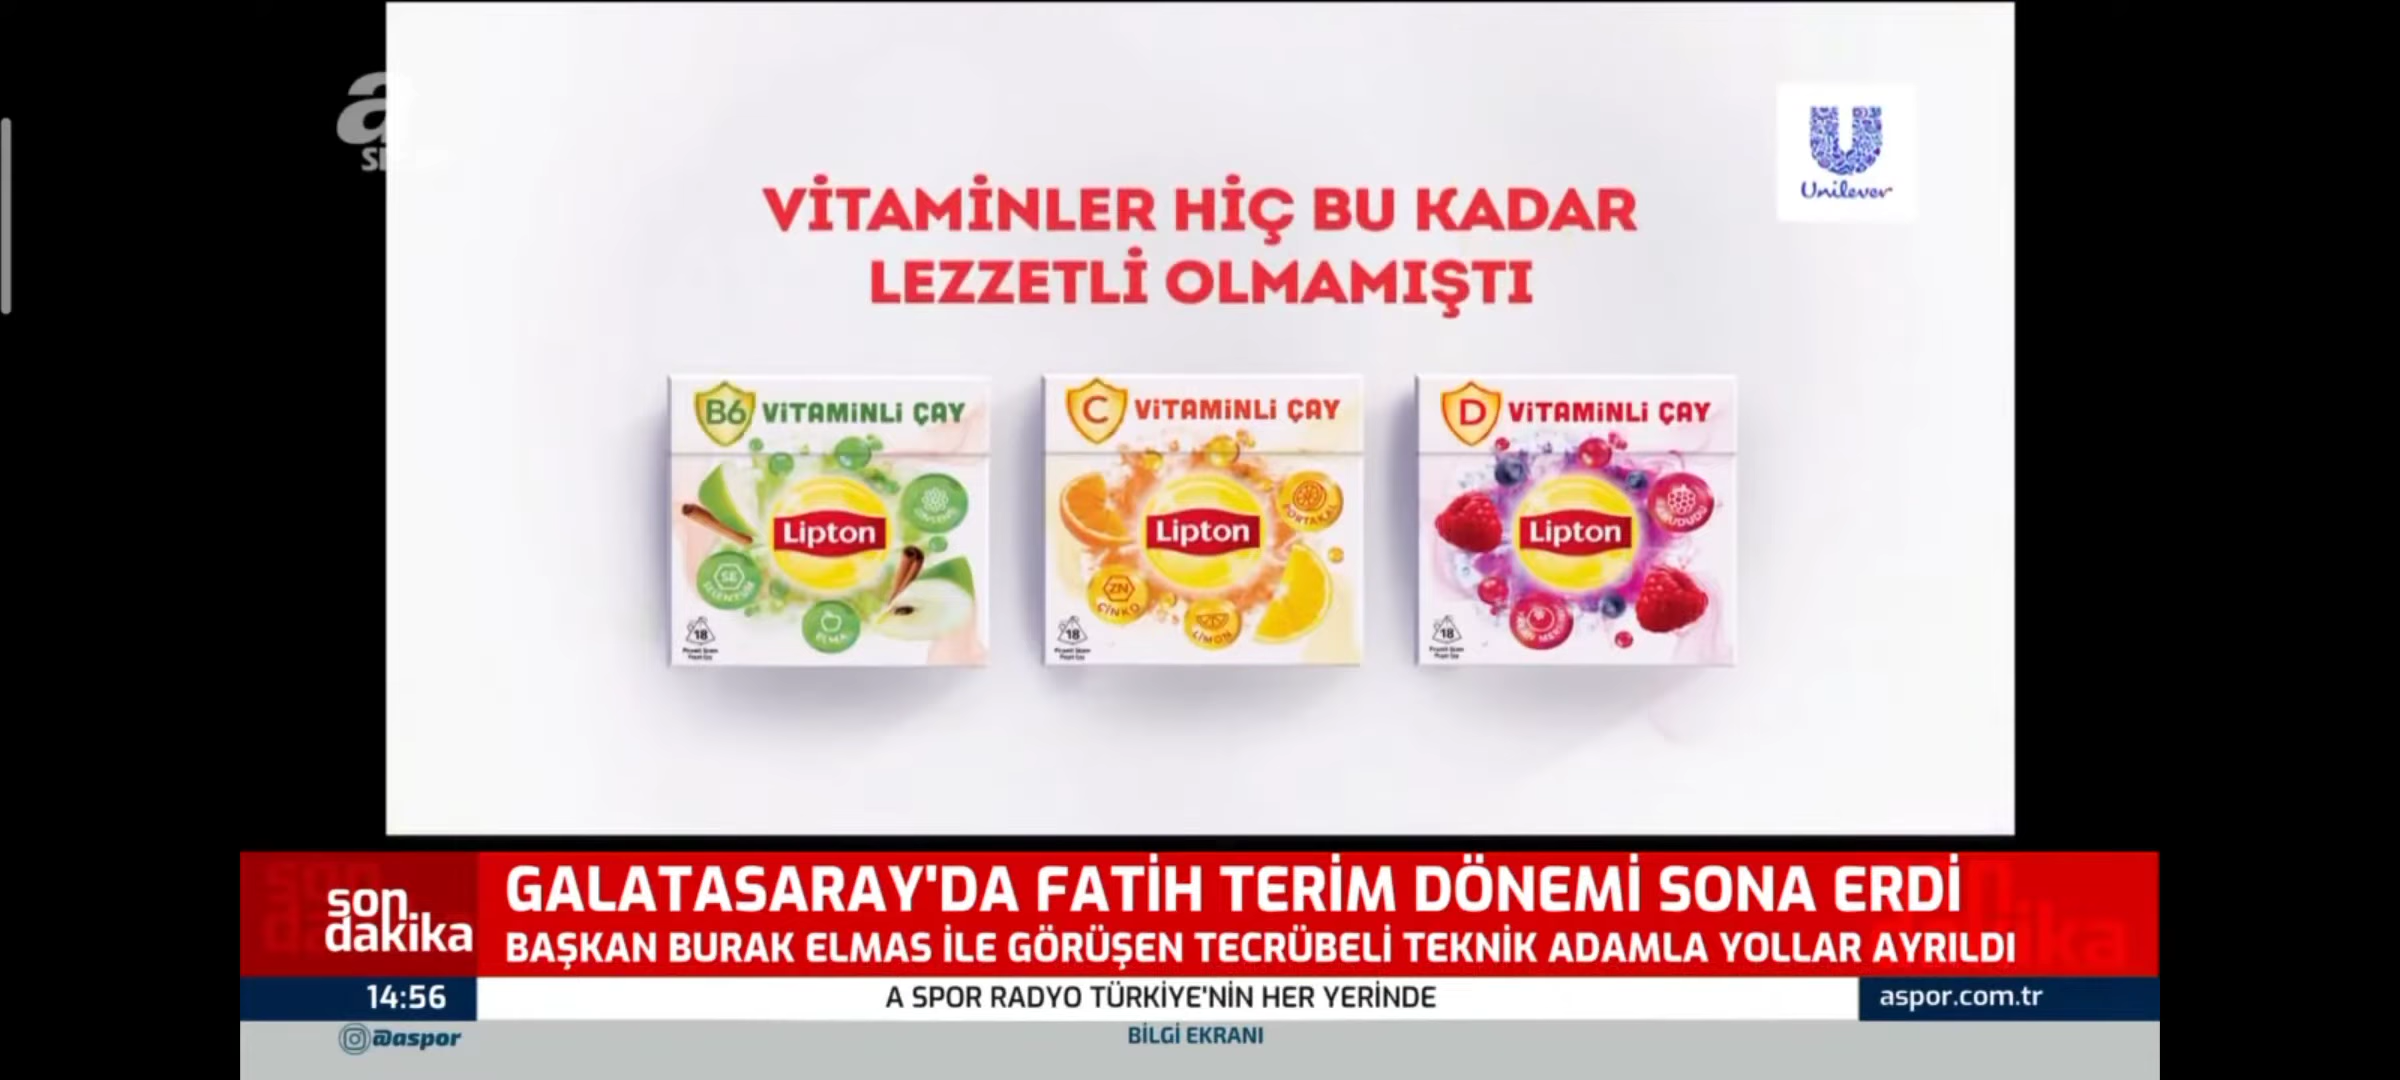 a
VİTAMİNLER HİÇ BU KADAR
LEZZETLİ OLMAMIŞTI
Unilever
B6 VİTAMİNLİ ÇAY
Lipton
SE
SELENYUM
ELMA
18
C VİTAMİNLİ ÇAY
Lipton
PORTAKAL
ZN
ÇİNKO
LİMON
18
D VİTAMİNLİ ÇAY
Lipton
18
son
dakika
GALATASARAY'DA FATİH TERİM DÖNEMİ SONA ERDİ
BAŞKAN BURAK ELMAS İLE GÖRÜŞEN TECRÜBELİ TEKNİK ADAMLA YOLLAR AYRILDI
14:56
A SPOR RADYO TÜRKİYE'NİN HER YERİNDE
aspor.com.tr
@aspor
BİLGİ EKRANI